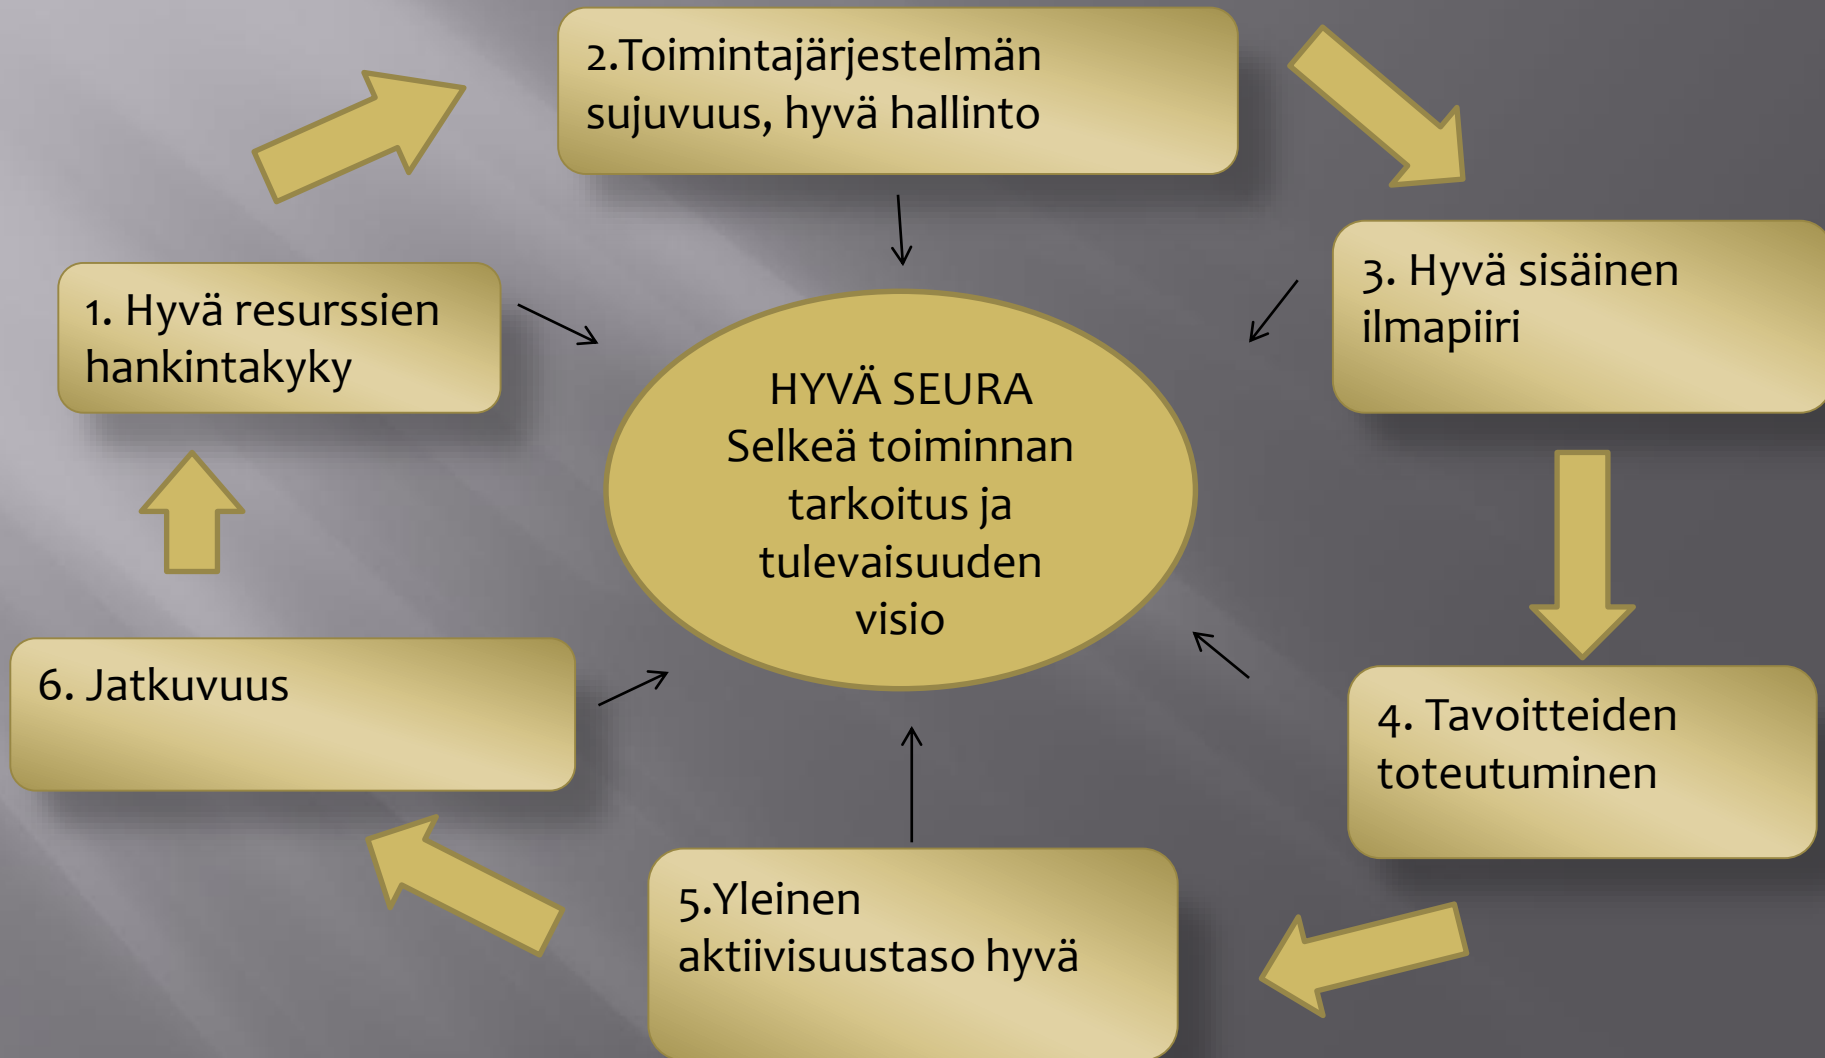 2.Toimintajärjestelmän
sujuvuus, hyvä hallinto
1. Hyvä resurssien
hankintakyky
3. Hyvä sisäinen
ilmapiiri
HYVÄ SEURA
Selkeä toiminnan
tarkoitus ja
tulevaisuuden
visio
6. Jatkuvuus
4. Tavoitteiden
toteutuminen
5.Yleinen
aktiivisuustaso hyvä